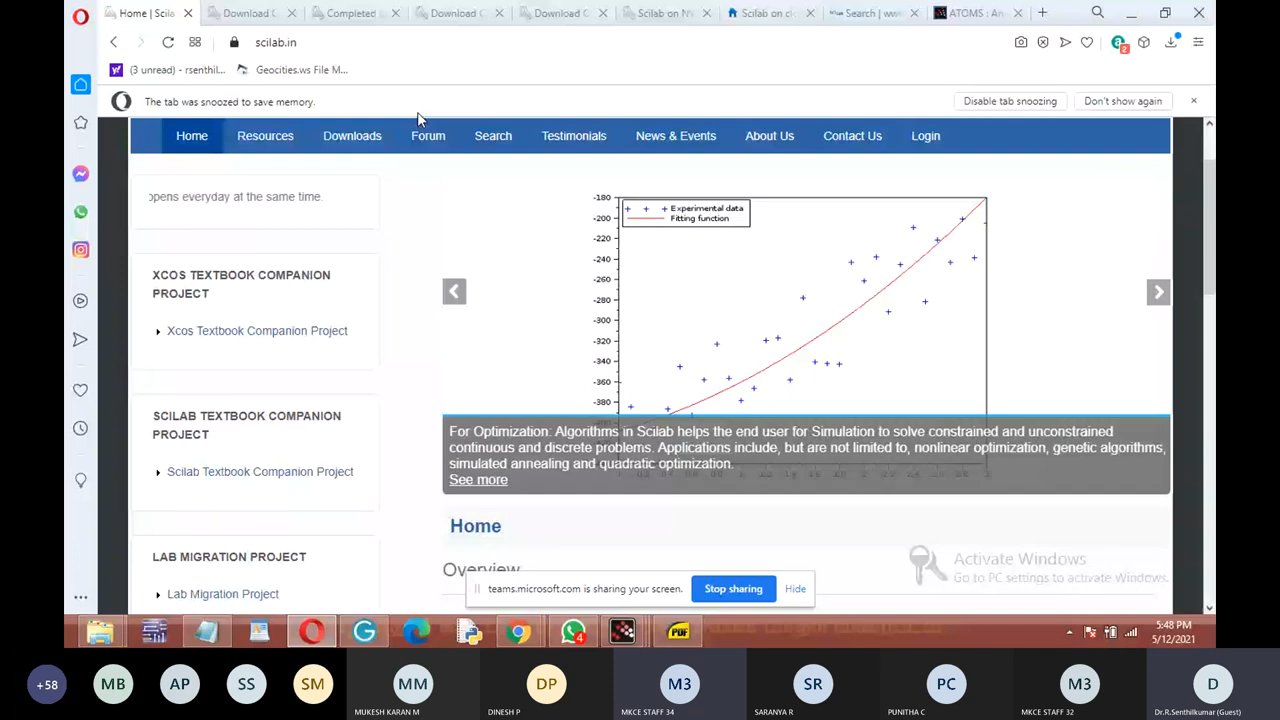 Home | Scila
Download C
Completed
Download C
Download C
Scilab on N
Scilab on cl
Search | www
ATOMS : An
scilab.in
2
(3 unread) - rsenthil...
Geocities.ws File M...
The tab was snoozed to save memory.
Disable tab snoozing
Don't show again
Home
Resources
Downloads
Forum
Search
Testimonials
News & Events
About Us
Contact Us
Login
opens everyday at the same time.
XCOS TEXTBOOK COMPANION
PROJECT
Xcos Textbook Companion Project
SCILAB TEXTBOOK COMPANION
PROJECT
Scilab Textbook Companion Project
LAB MIGRATION PROJECT
Lab Migration Project
-180
-200
-220
-240
-260
-280
-300
-320
-340
-360
-380
Experimental data
Fitting function
For Optimization: Algorithms in Scilab helps the end user for Simulation to solve constrained and unconstrained
continuous and discrete problems. Applications include, but are not limited to, nonlinear optimization, genetic algorithms,
simulated annealing and quadratic optimization.
See more
Home
Overview
Activate Windows
Go to PC settings to activate Windows.
teams.microsoft.com is sharing your screen.
Stop sharing
Hide
4
PDF
5:48 PM
5/12/2021
+58
MB
AP
SS
SM
MM
MUKESH KARAN M
DP
DINESH P
M3
MKCE STAFF 34
SR
SARANYA R
PC
PUNITHA C
M3
MKCE STAFF 32
D
Dr.R.Senthilkumar (Guest)